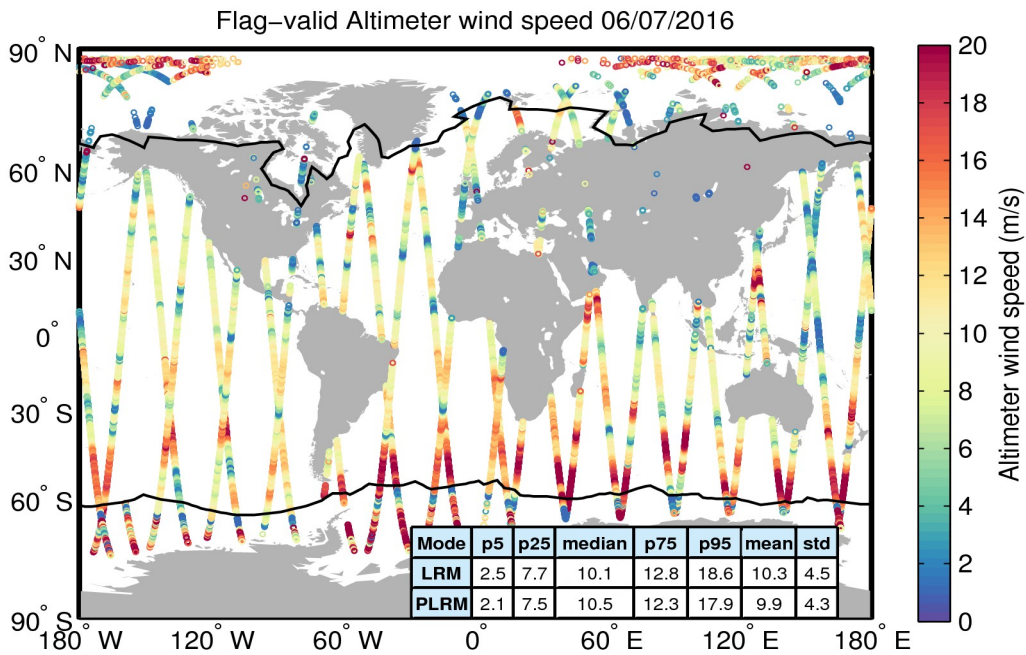 Flag−valid Altimeter wind speed 06/07/2016
90° N
60° N
30° N
0°
30° S
60° S
90° S
180° W
120° W
60° W
0°
60° E
120° E
180° E
Mode p5 p25 median p75 p95 mean std
LRM 2.5 7.7 10.1 12.8 18.6 10.3 4.5
PLRM 2.1 7.5 10.5 12.3 17.9 9.9 4.3
20
18
16
14
12
10
8
6
4
2
0
Altimeter wind speed (m/s)